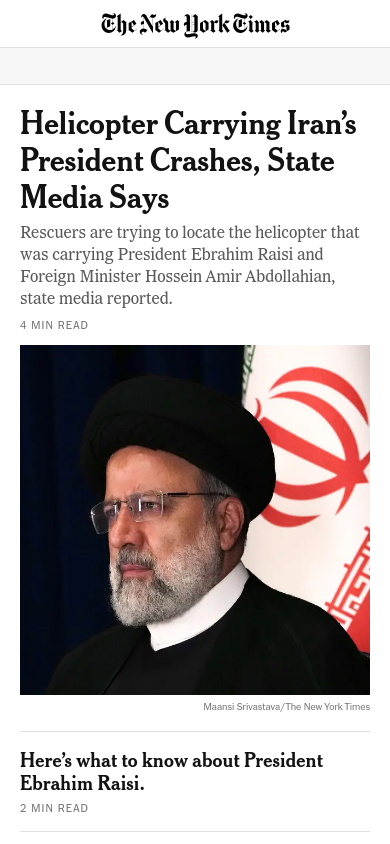 The New York Times
Helicopter Carrying Iran’s
President Crashes, State
Media Says
Rescuers are trying to locate the helicopter that
was carrying President Ebrahim Raisi and
Foreign Minister Hossein Amir Abdollahian,
state media reported.
4 MIN READ
Maansi Srivastava/The New York Times
Here’s what to know about President
Ebrahim Raisi.
2 MIN READ